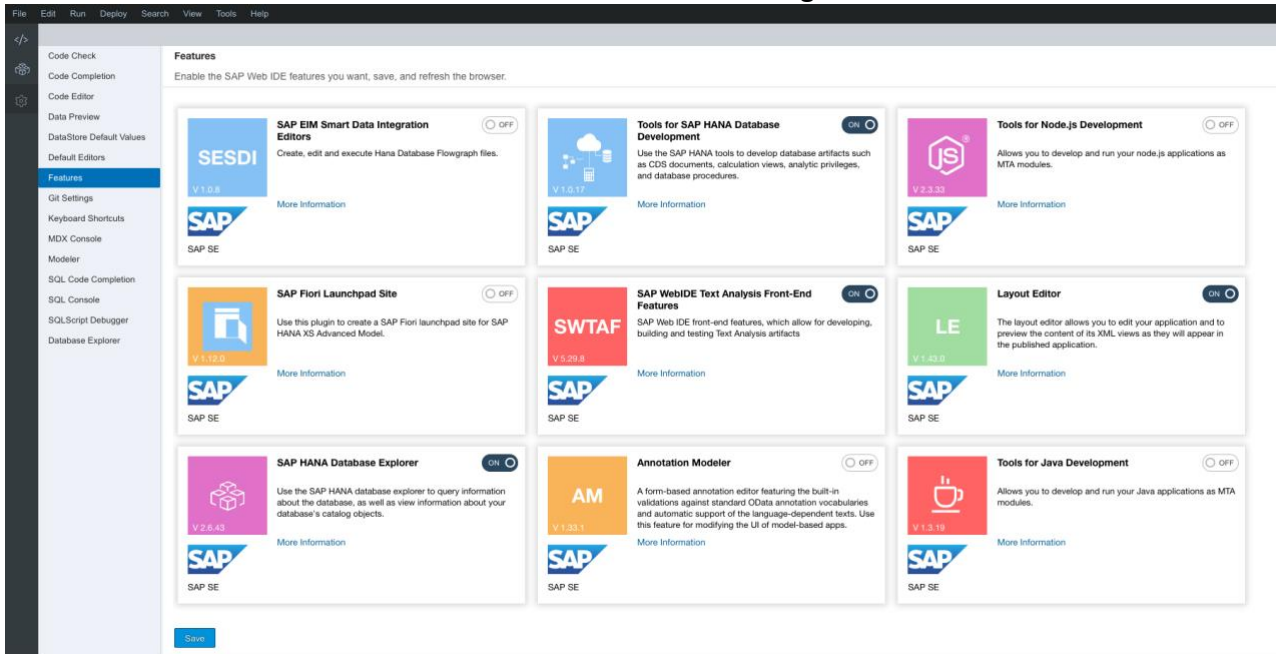 File Edit Run Deploy Search View Tools Help
</>
Code Check
Code Completion
Code Editor
Data Preview
DataStore Default Values
Default Editors
Features
Git Settings
Keyboard Shortcuts
MDX Console
Modeler
SQL Code Completion
SQL Console
SQLScript Debugger
Database Explorer
Features
Enable the SAP Web IDE features you want, save, and refresh the browser.
SESDI
V 1.0.8
SAP
SAP SE
SAP EIM Smart Data Integration
Editors
OFF
Create, edit and execute Hana Database Flowgraph files.
More Information
V 1.0.17
SAP
SAP SE
Tools for SAP HANA Database
Development
ON
Use the SAP HANA tools to develop database artifacts such
as CDS documents, calculation views, analytic privileges,
and database procedures.
More Information
JS
V 2.3.33
SAP
SAP SE
Tools for Node.js Development
OFF
Allows you to develop and run your node.js applications as
MTA modules.
More Information
V 1.12.0
SAP
SAP SE
SAP Fiori Launchpad Site
OFF
Use this plugin to create a SAP Fiori launchpad site for SAP
HANA XS Advanced Model.
More Information
SWTAF
V 5.29.8
SAP
SAP SE
SAP WebIDE Text Analysis Front-End
Features
ON
SAP Web IDE front-end features, which allow for developing,
building and testing Text Analysis artifacts
More Information
LE
V 1.43.0
SAP
SAP SE
Layout Editor
ON
The layout editor allows you to edit your application and to
preview the content of its XML views as they will appear in
the published application.
More Information
V 2.6.43
SAP
SAP SE
SAP HANA Database Explorer
ON
Use the SAP HANA database explorer to query information
about the database, as well as view information about your
database's catalog objects.
More Information
AM
V 1.33.1
SAP
SAP SE
Annotation Modeler
OFF
A form-based annotation editor featuring the built-in
validations against standard OData annotation vocabularies
and automatic support of the language-dependent texts. Use
this feature for modifying the UI of model-based apps.
More Information
V 1.3.19
SAP
SAP SE
Tools for Java Development
OFF
Allows you to develop and run your Java applications as MTA
modules.
More Information
Save